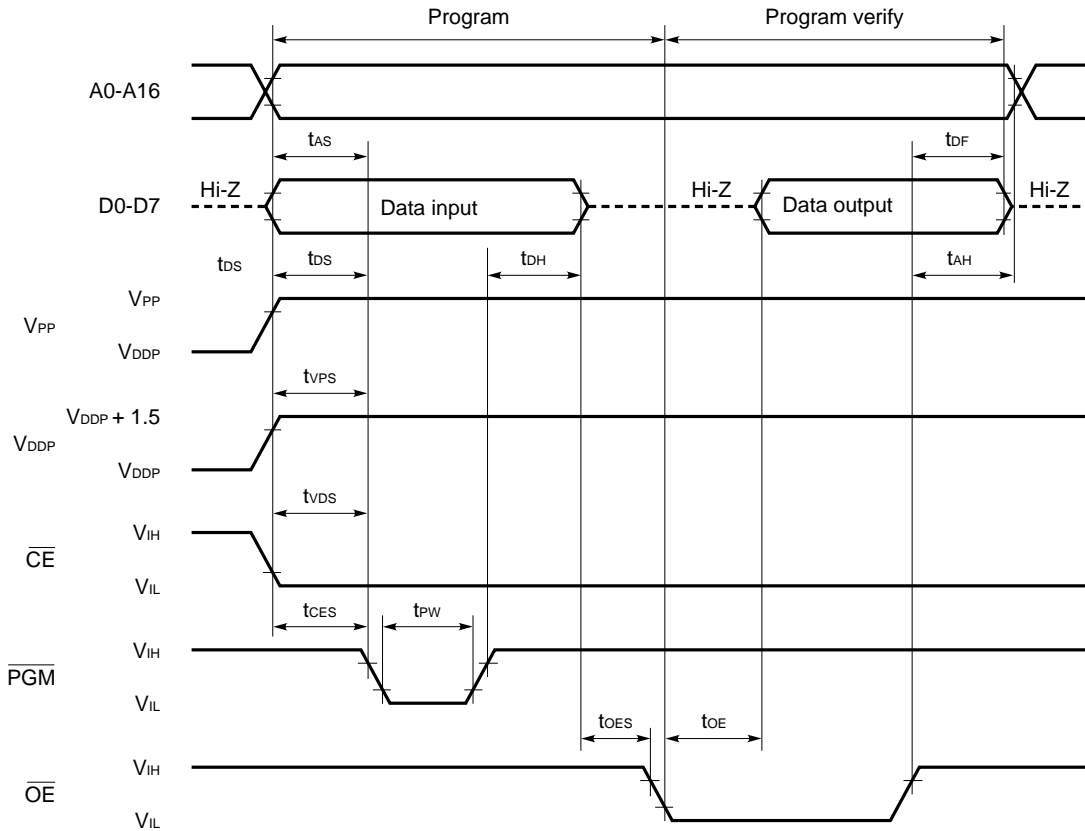 Program Program verify
A0-A16
tAS tDF
D0-D7 Hi-Z Data input Hi-Z Data output Hi-Z
tDS tDS tDH tAH
VPP
VPP
VDDP
tVPS
VDDP + 1.5
VDDP
VDDP
tVDS
VIH
CE
VIL
tCES tPW
VIH
PGM
VIL
tOES tOE
VIH
OE
VIL